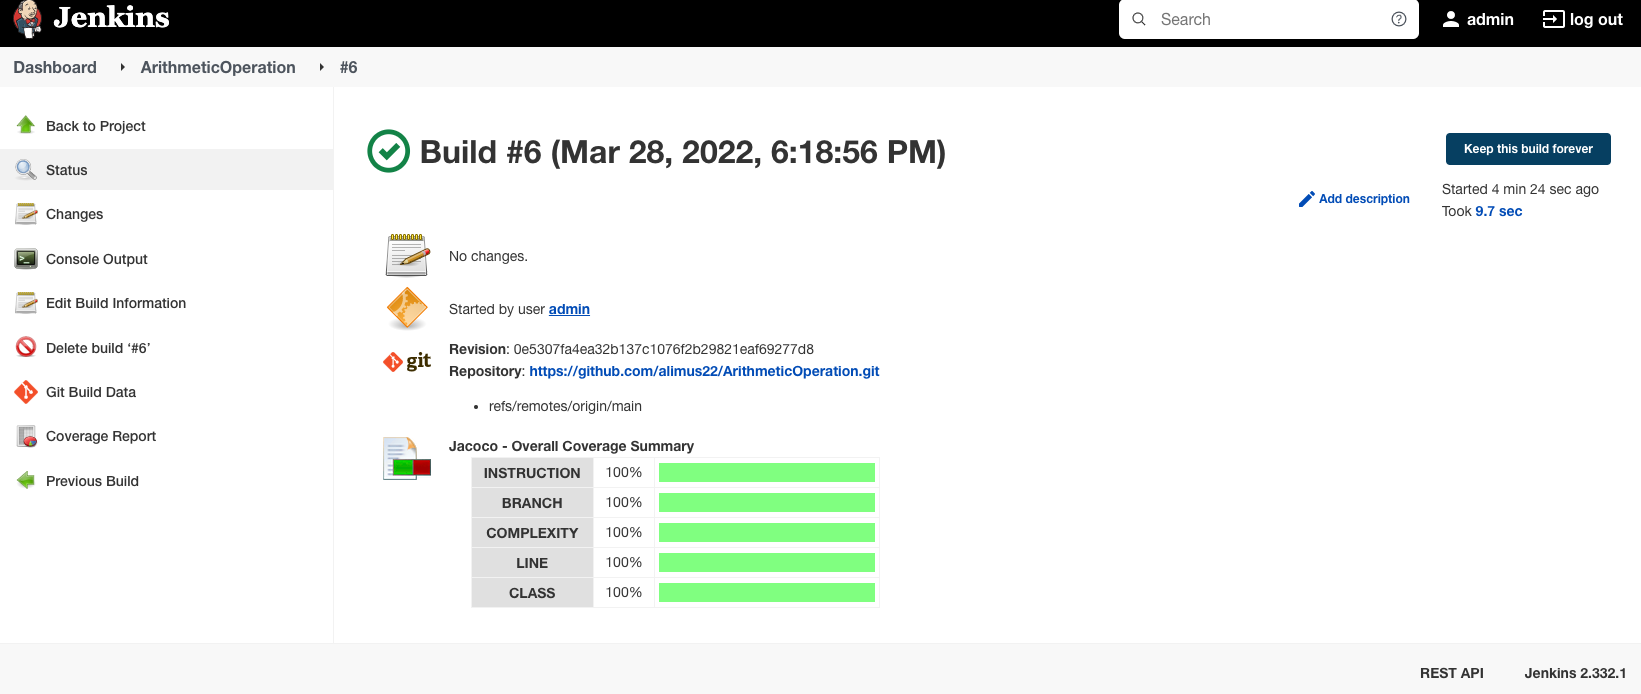 Jenkins
Search
admin
log out
Dashboard
ArithmeticOperation
#6
Back to Project
Status
Changes
Console Output
Edit Build Information
Delete build ‘#6’
Git Build Data
Coverage Report
Previous Build
Build #6 (Mar 28, 2022, 6:18:56 PM)
Keep this build forever
Add description
Started 4 min 24 sec ago
Took 9.7 sec
No changes.
Started by user admin
git
Revision: 0e5307fa4ea32b137c1076f2b29821eaf69277d8
Repository: https://github.com/alimus22/ArithmeticOperation.git
• refs/remotes/origin/main
Jacoco - Overall Coverage Summary
INSTRUCTION 100%
BRANCH 100%
COMPLEXITY 100%
LINE 100%
CLASS 100%
REST API
Jenkins 2.332.1